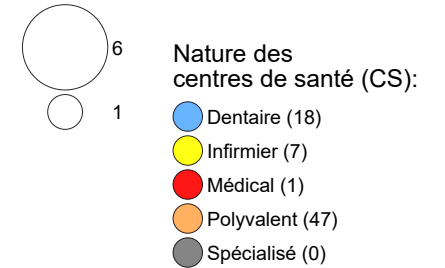 6
1
Nature des
centres de santé (CS):
Dentaire (18)
Infirmier (7)
Médical (1)
Polyvalent (47)
Spécialisé (0)